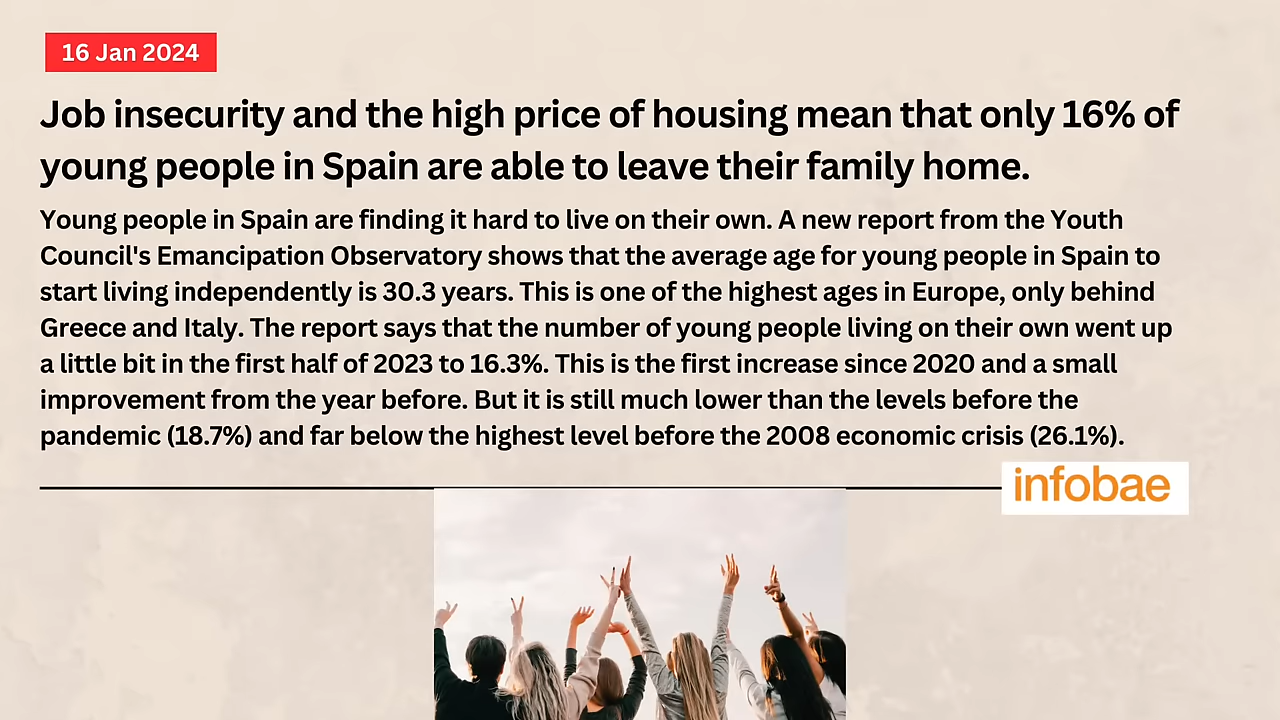 16 Jan 2024
Job insecurity and the high price of housing mean that only 16% of
young people in Spain are able to leave their family home.
Young people in Spain are finding it hard to live on their own. A new report from the Youth
Council's Emancipation Observatory shows that the average age for young people in Spain to
start living independently is 30.3 years. This is one of the highest ages in Europe, only behind
Greece and Italy. The report says that the number of young people living on their own went up
a little bit in the first half of 2023 to 16.3%. This is the first increase since 2020 and a small
improvement from the year before. But it is still much lower than the levels before the
pandemic (18.7%) and far below the highest level before the 2008 economic crisis (26.1%).
infobae